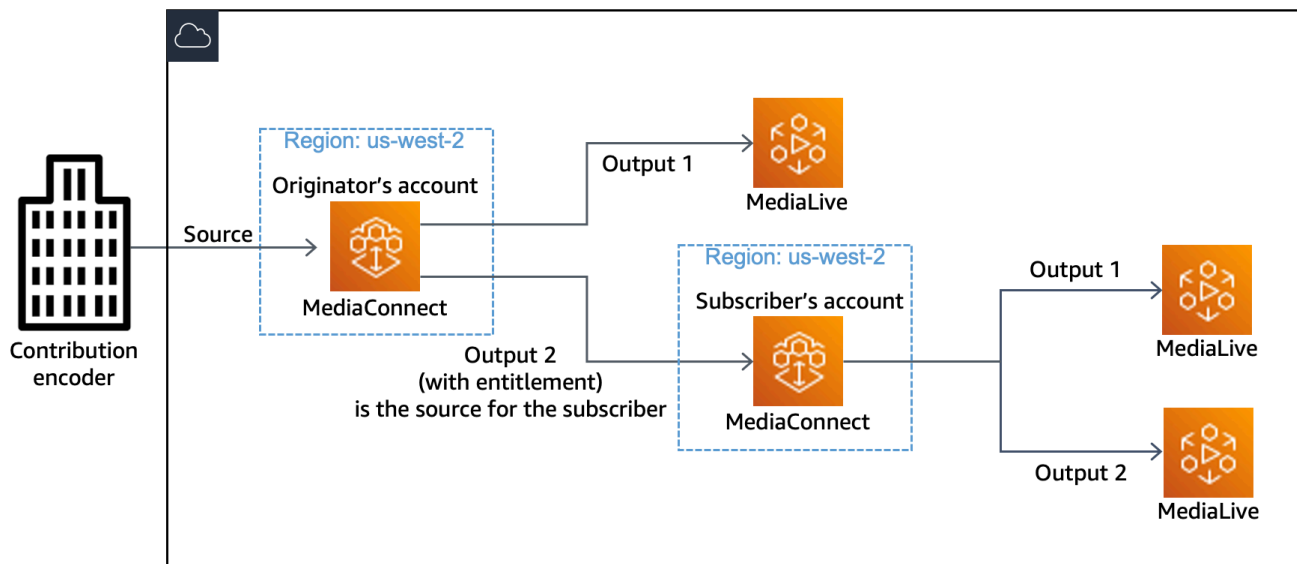 Region: us-west-2
Originator’s account
Source
MediaConnect
Contribution
encoder
Output 1
MediaLive
Output 2
(with entitlement)
is the source for the subscriber
Region: us-west-2
Subscriber’s account
MediaConnect
Output 1
MediaLive
Output 2
MediaLive